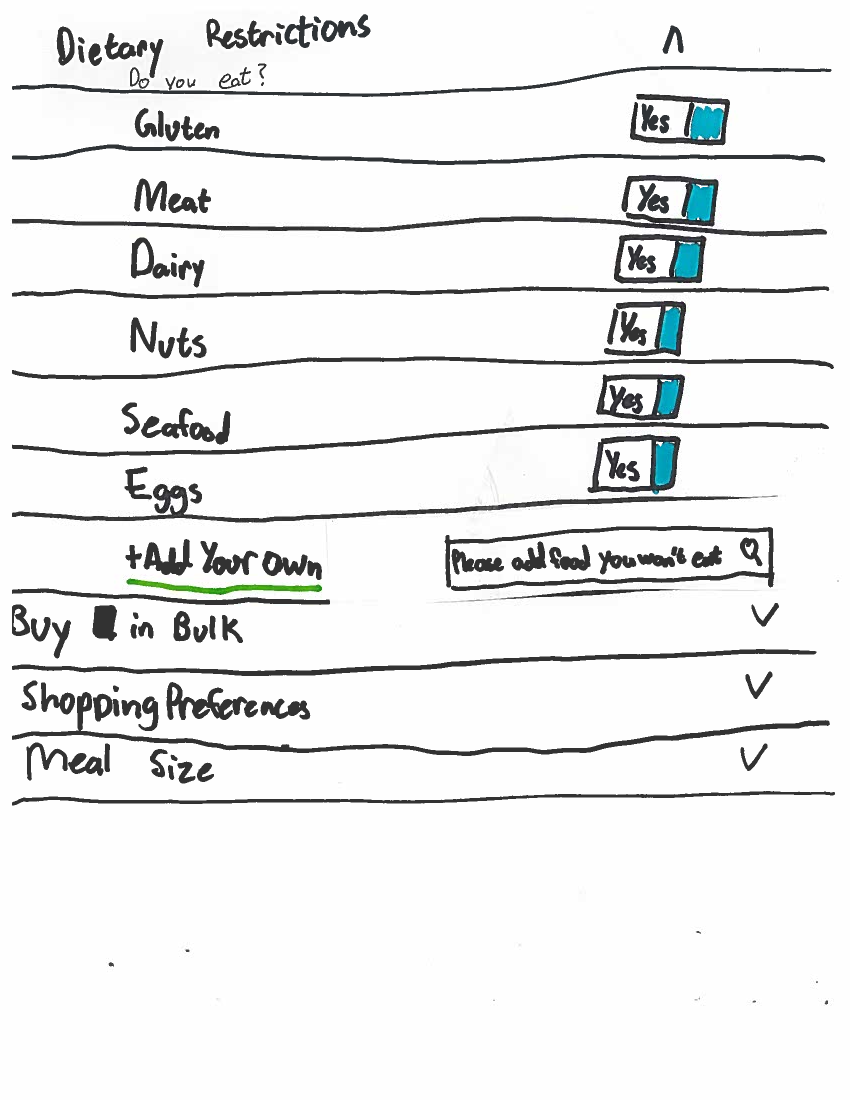 Dietary Restrictions
Do you eat?
Gluten Yes
Meat Yes
Dairy Yes
Nuts Yes
Seafood Yes
Eggs Yes
+Add Your Own Please add food you won't eat
Buy in Bulk
Shopping Preferences
Meal Size